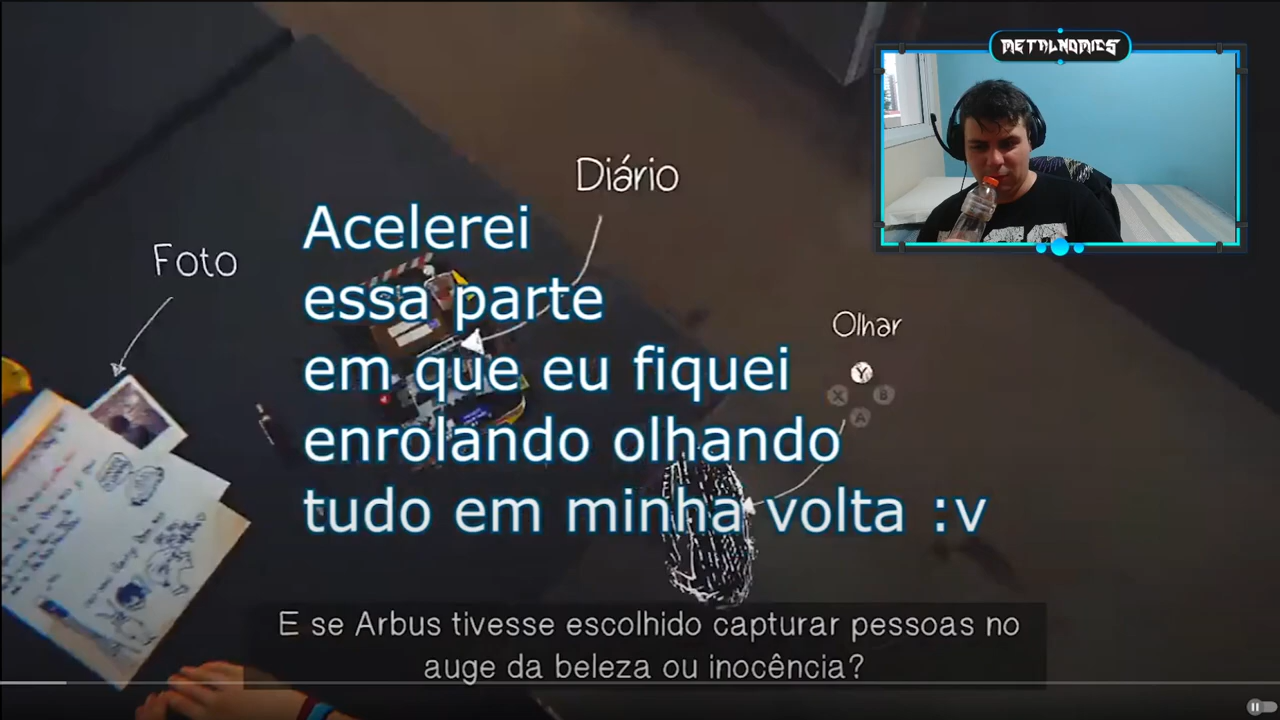 METALNOMICS
Diário
Foto
Acelerei
essa parte
em que eu fiquei
enrolando olhando
tudo em minha volta :v
Olhar
Y
X
B
A
E se Arbus tivesse escolhido capturar pessoas no
auge da beleza ou inocência?